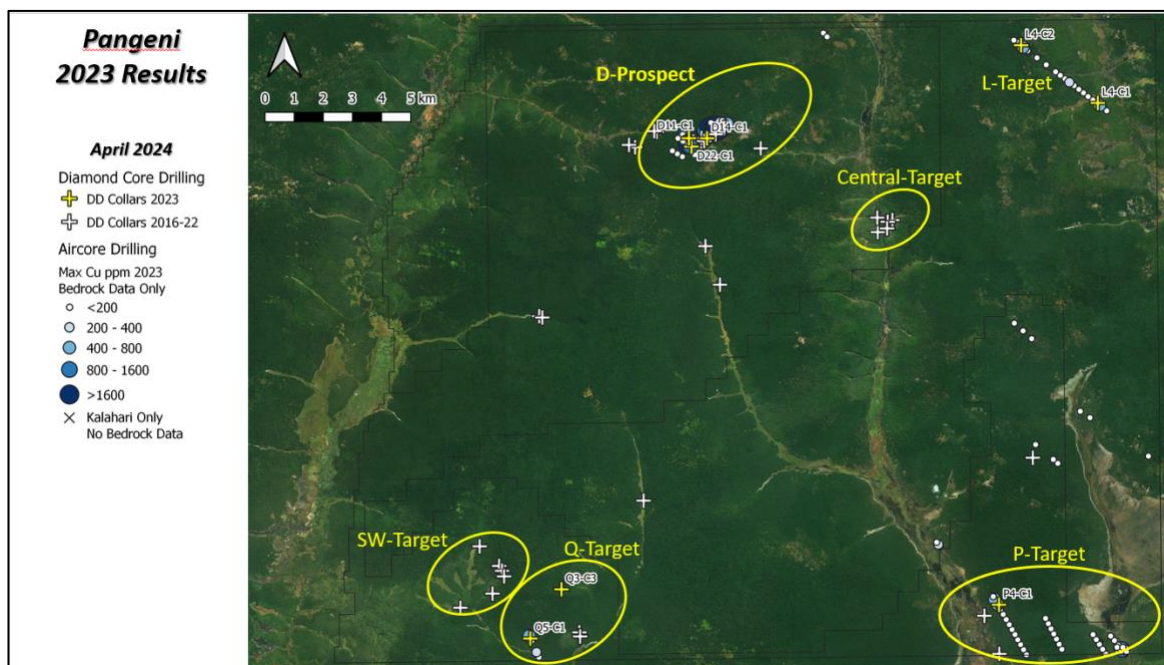 Pangeni
2023 Results
April 2024
Diamond Core Drilling
DD Collars 2023
DD Collars 2016-22
Aircore Drilling
Max Cu ppm 2023
Bedrock Data Only
<200
200 - 400
400 - 800
800 - 1600
>1600
Kalahari Only
No Bedrock Data
0 1 2 3 4 5 km
D-Prospect
D11-C1
D14-C1
D22-C1
L4-C2
L-Target
L4-C1
Central-Target
SW-Target
Q-Target
Q3-C3
Q5-C1
P-Target
P4-C1